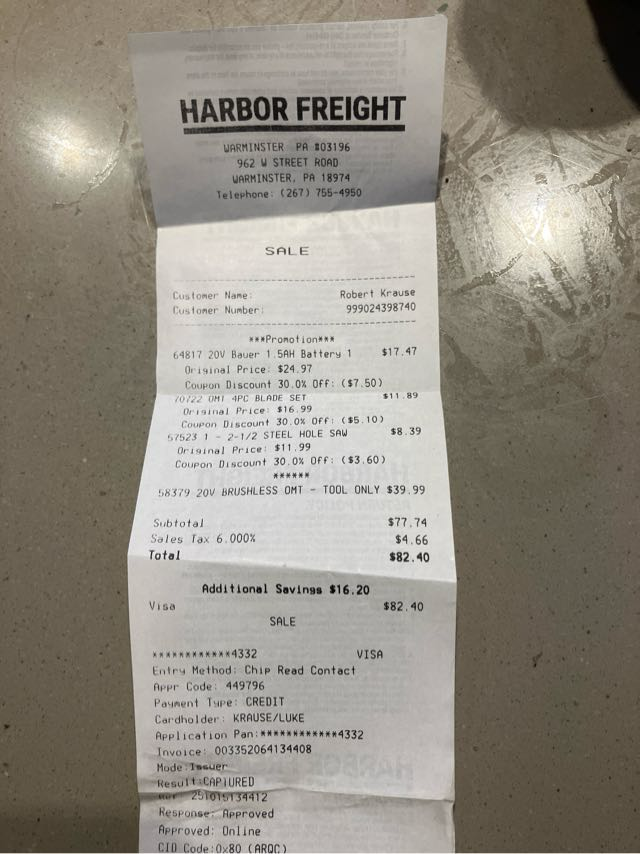 HARBOR FREIGHT
WARMINSTER PA #03196
962 W STREET ROAD
WARMINSTER, PA 18974
Telephone: (267) 755-4950
SALE
Customer Name: Robert Krause
Customer Number: 999024398740
***Promotion***
64817 20V Bauer 1.5AH Battery 1 $17.47
Original Price: $24.97
Coupon Discount 30.0% Off: ($7.50)
70722 OMT 4PC BLADE SET $11.89
Original Price: $16.99
Coupon Discount 30.0% Off: ($5.10)
57523 1 - 2-1/2 STEEL HOLE SAW $8.39
Original Price: $11.99
Coupon Discount 30.0% Off: ($3.60)
******
58379 20V BRUSHLESS OMT - TOOL ONLY $39.99
Subtotal $77.74
Sales Tax 6.000% $4.66
Total $82.40
Additional Savings $16.20
Visa $82.40
SALE
************4332 VISA
Entry Method: Chip Read Contact
Appr Code: 449796
Payment Type: CREDIT
Cardholder: KRAUSE/LUKE
Application Pan:************4332
Invoice: 003352064134408
Mode:Issuer
Result:CAPTURED
251015134412
Response: Approved
Approved: Online
CID Code:0x80 (ARQC)